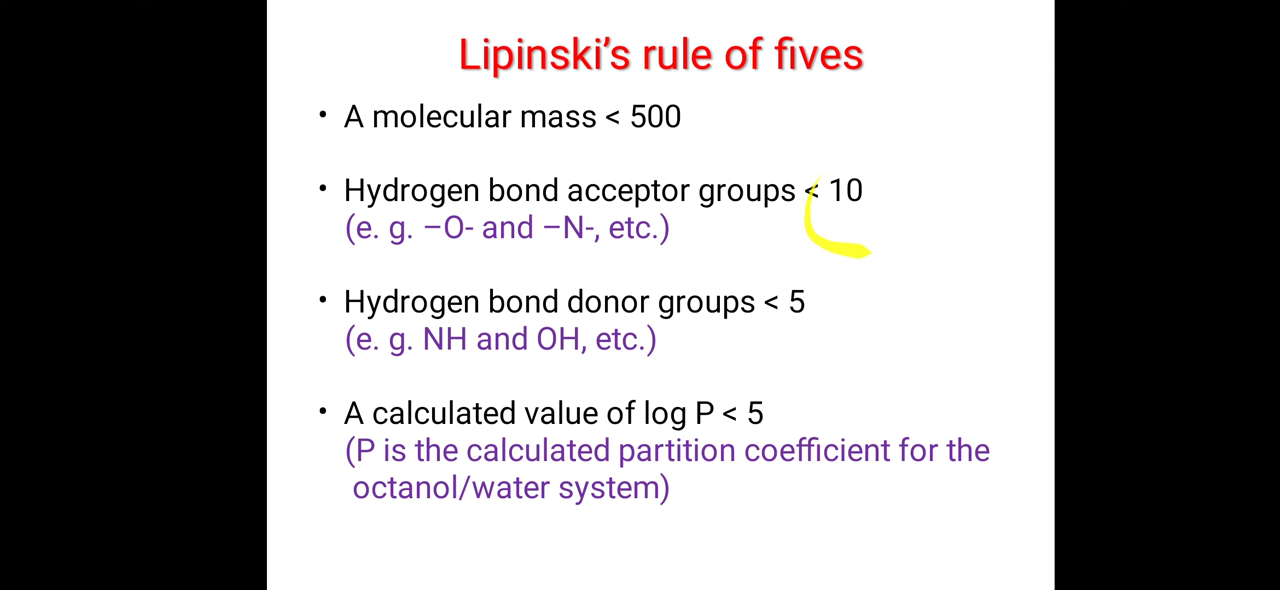 Lipinski’s rule of fives
• A molecular mass < 500
• Hydrogen bond acceptor groups < 10
(e. g. –O- and –N-, etc.)
• Hydrogen bond donor groups < 5
(e. g. NH and OH, etc.)
• A calculated value of log P < 5
(P is the calculated partition coefficient for the
octanol/water system)